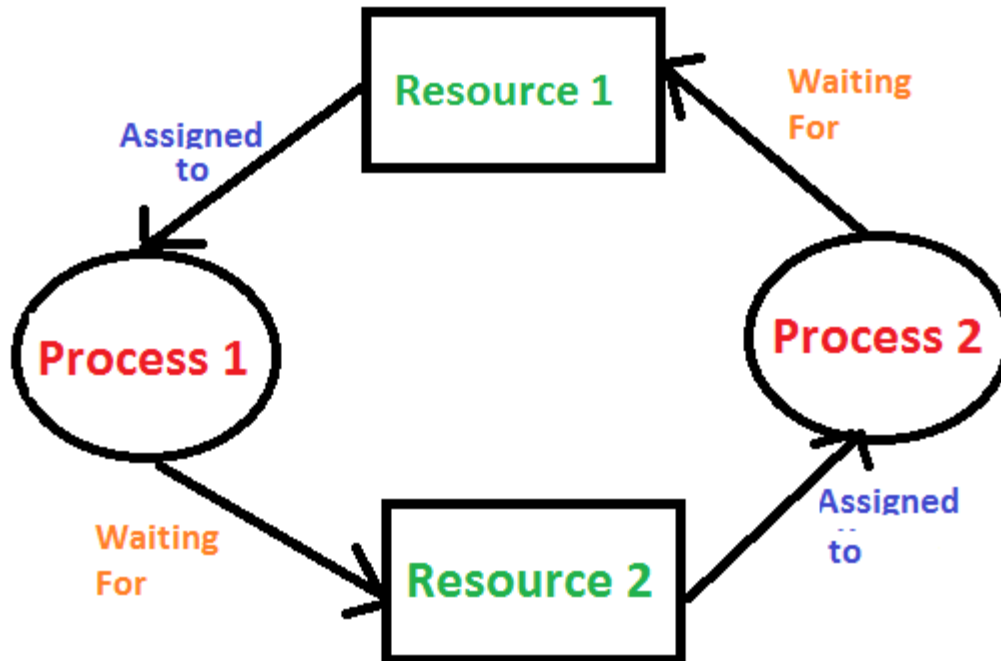 Resource 1
Waiting
For
Assigned
to
Process 1
Process 2
Waiting
For
Resource 2
Assigned
to